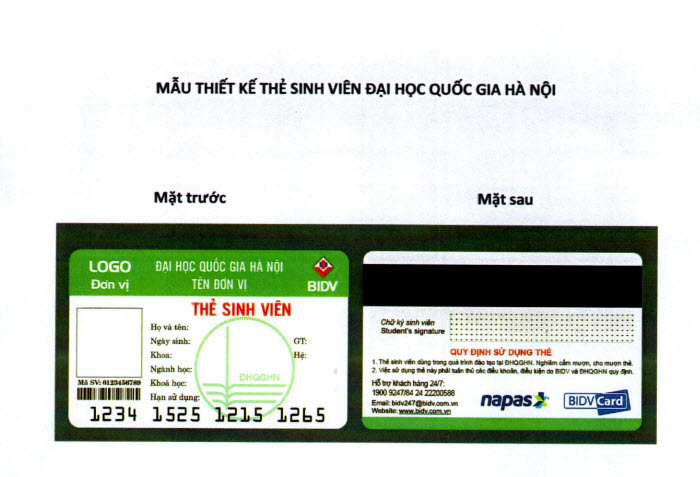 MẪU THIẾT KẾ THẺ SINH VIÊN ĐẠI HỌC QUỐC GIA HÀ NỘI
Mặt trước
Mặt sau
LOGO
Đơn vị
ĐẠI HỌC QUỐC GIA HÀ NỘI
TÊN ĐƠN VỊ
BIDV
THẺ SINH VIÊN
Họ và tên:
Ngày sinh:
GT:
Khoa:
Hệ:
Ngành học:
Khoá học:
Hạn sử dụng:
ĐHQGHN
Mã SV: 0123456789
1234 1525 1215 1265
Chữ ký sinh viên
Student's signature
QUY ĐỊNH SỬ DỤNG THẺ
1. Thẻ sinh viên dùng trong quá trình đào tạo tại ĐHQGHN. Nghiêm cấm mượn, cho mượn thẻ.
2. Việc sử dụng thẻ này phải tuân thủ các điều khoản, điều kiện do BIDV và ĐHQGHN quy định.
Hỗ trợ khách hàng 24/7:
1900 9247/84 24 22200588
Email: bidv247@bidv.com.vn
Website: www.bidv.com.vn
napas
BIDV Card